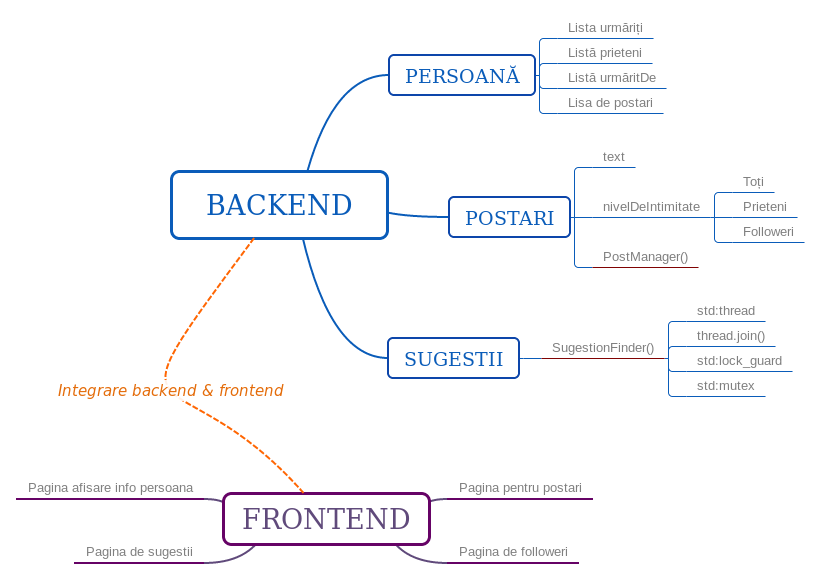 Lista urmăriți
Listă prieteni
PERSOANĂ
Listă urmăritDe
Lisa de postari
text
Toți
BACKEND
nivelDeIntimitate
Prieteni
POSTARI
Followeri
PostManager()
std:thread
thread.join()
SUGESTII
SugestionFinder()
std:lock_guard
std:mutex
Integrare backend & frontend
Pagina afisare info persoana
Pagina pentru postari
FRONTEND
Pagina de sugestii
Pagina de followeri